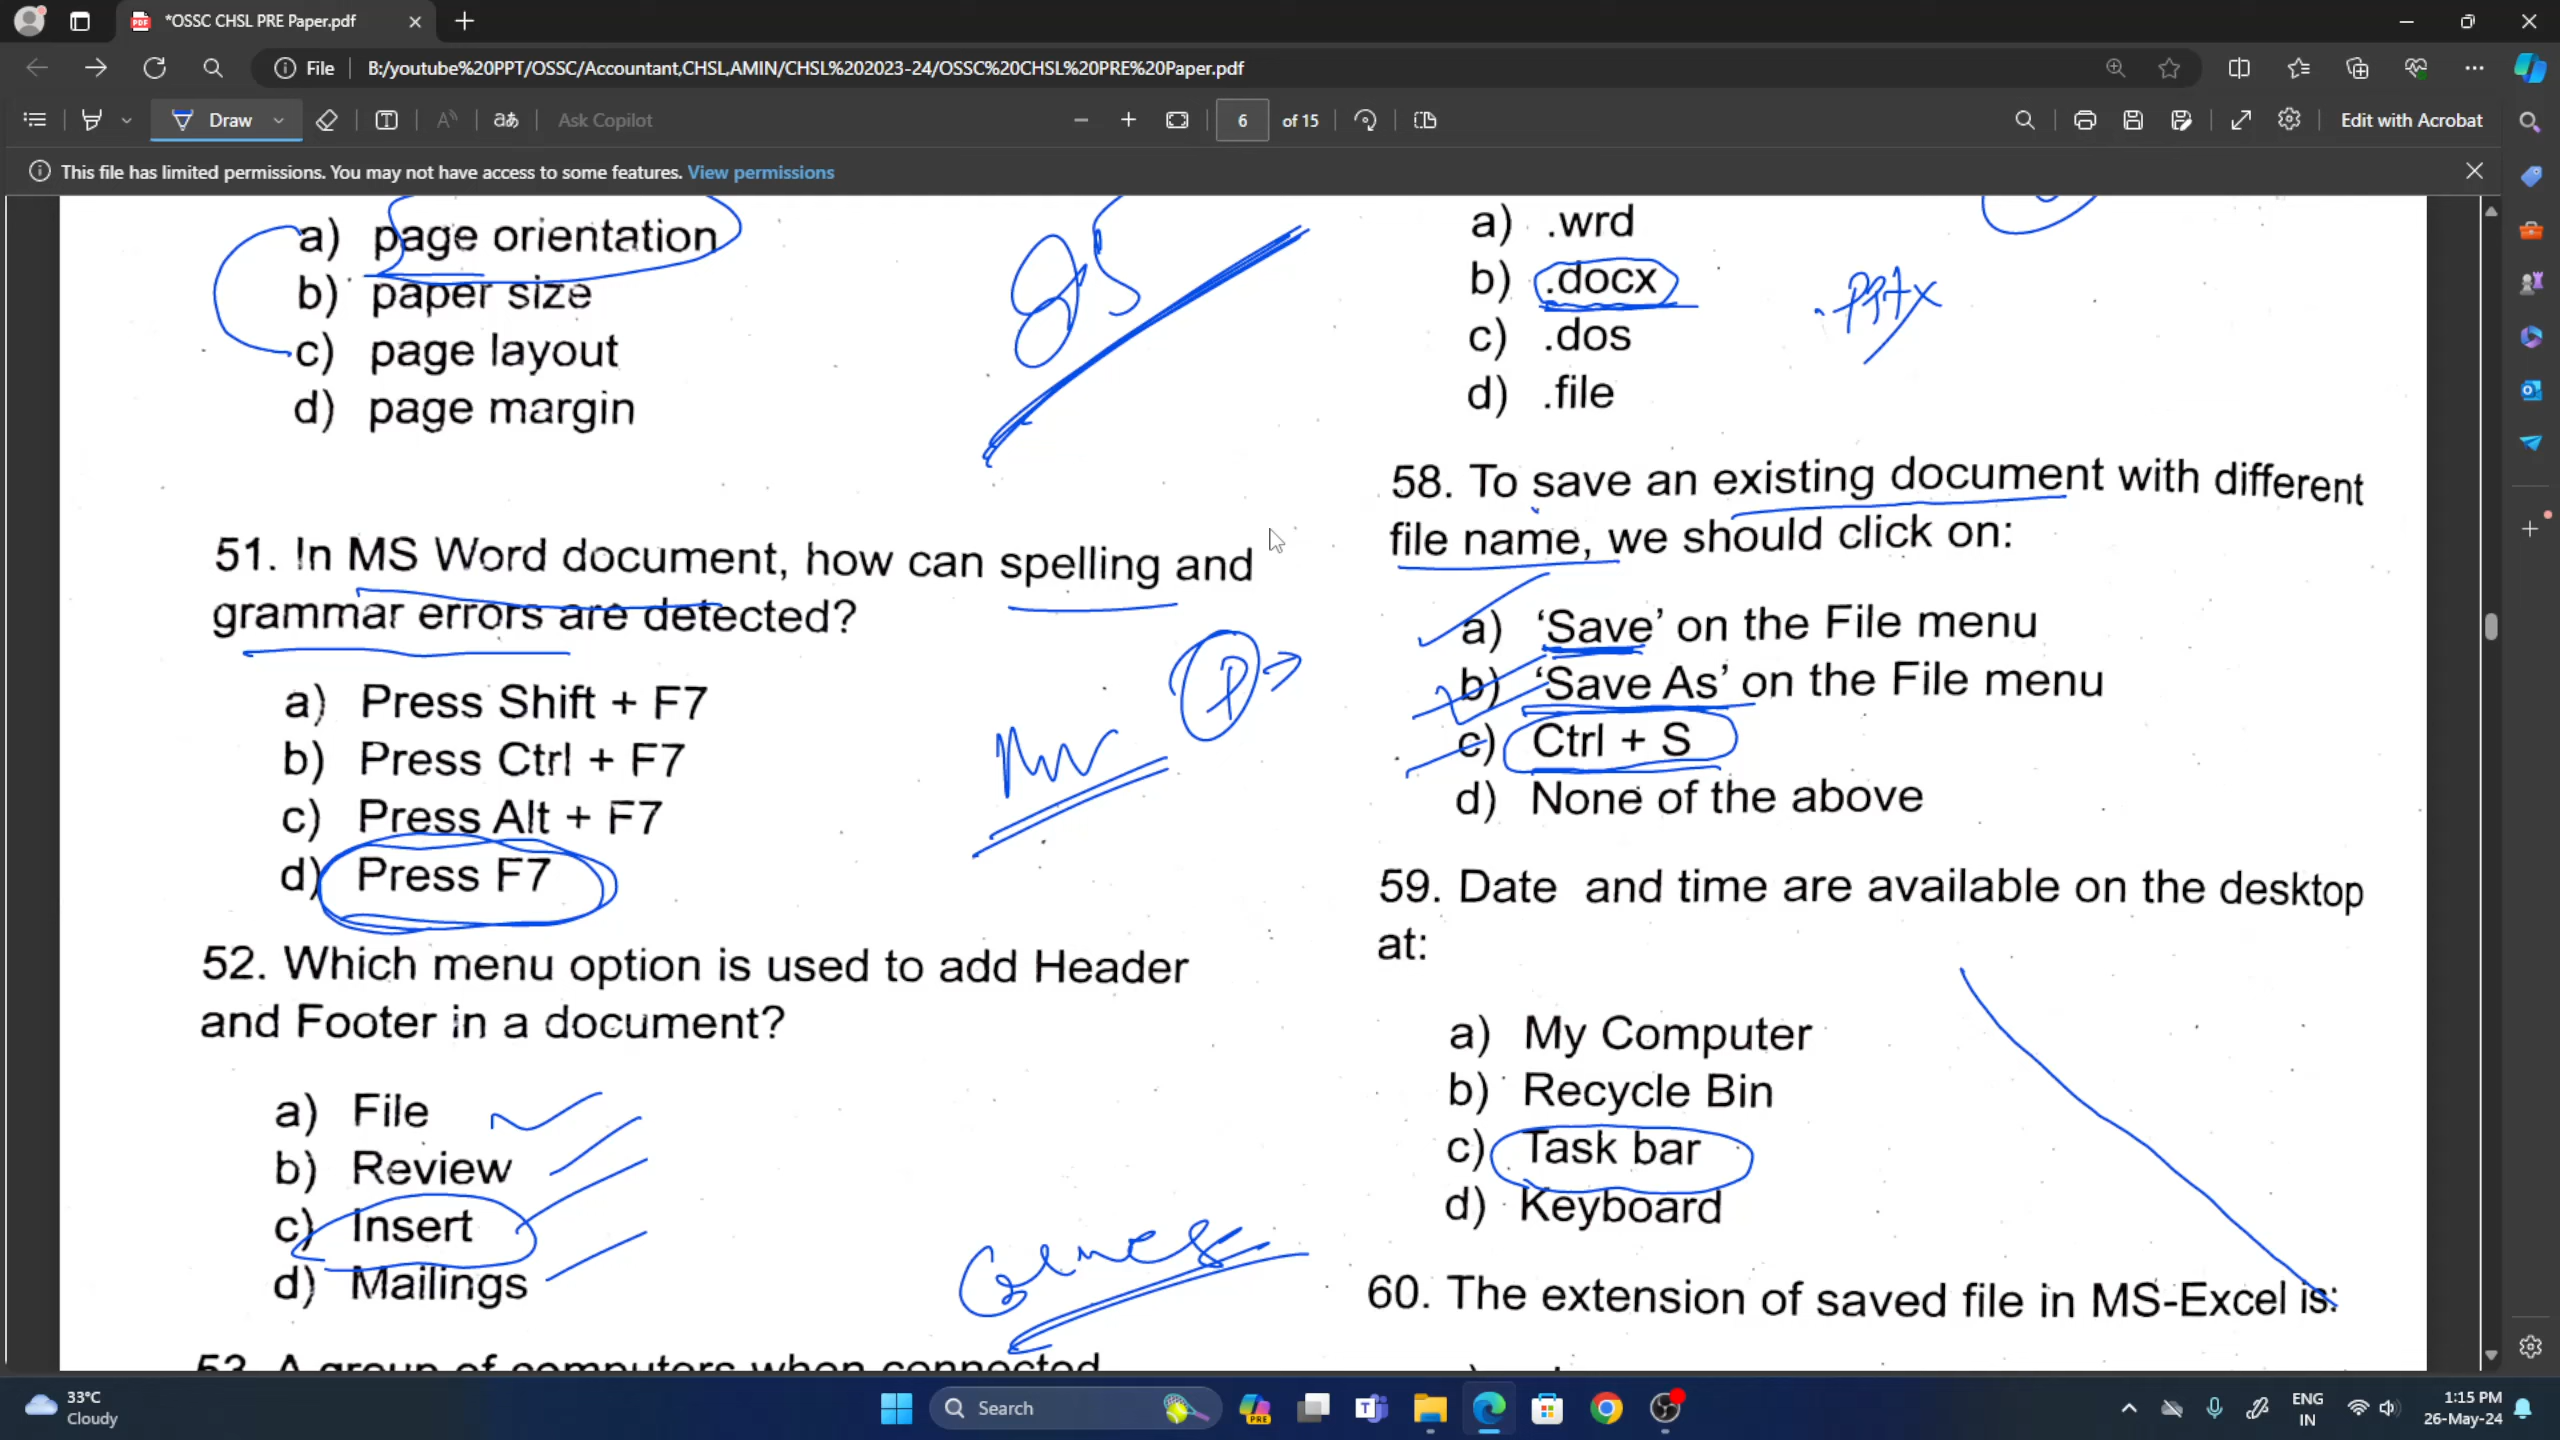 *OSSC CHSL PRE Paper.pdf
File
B:/youtube%20PPT/OSSC/Accountant,CHSL,AMIN/CHSL%202023-24/OSSC%20CHSL%20PRE%20Paper.pdf
Draw
Ask Copilot
6 of 15
Edit with Acrobat
This file has limited permissions. You may not have access to some features. View permissions
a) page orientation
b) paper size
c) page layout
d) page margin
51. In MS Word document, how can spelling and
grammar errors are detected?
a) Press Shift + F7
b) Press Ctrl + F7
c) Press Alt + F7
d) Press F7
52. Which menu option is used to add Header
and Footer in a document?
a) File
b) Review
c) Insert
d) Mailings
53. A group of computers when connected
a) .wrd
b) .docx
.pptx
c) .dos
d) .file
58. To save an existing document with different
file name, we should click on:
a) ‘Save’ on the File menu
b) ‘Save As’ on the File menu
c) Ctrl + S
d) None of the above
59. Date and time are available on the desktop
at:
a) My Computer
b) Recycle Bin
c) Task bar
d) Keyboard
60. The extension of saved file in MS-Excel is:
33°C
Cloudy
Search
PRE
ENG
IN
1:15 PM
26-May-24